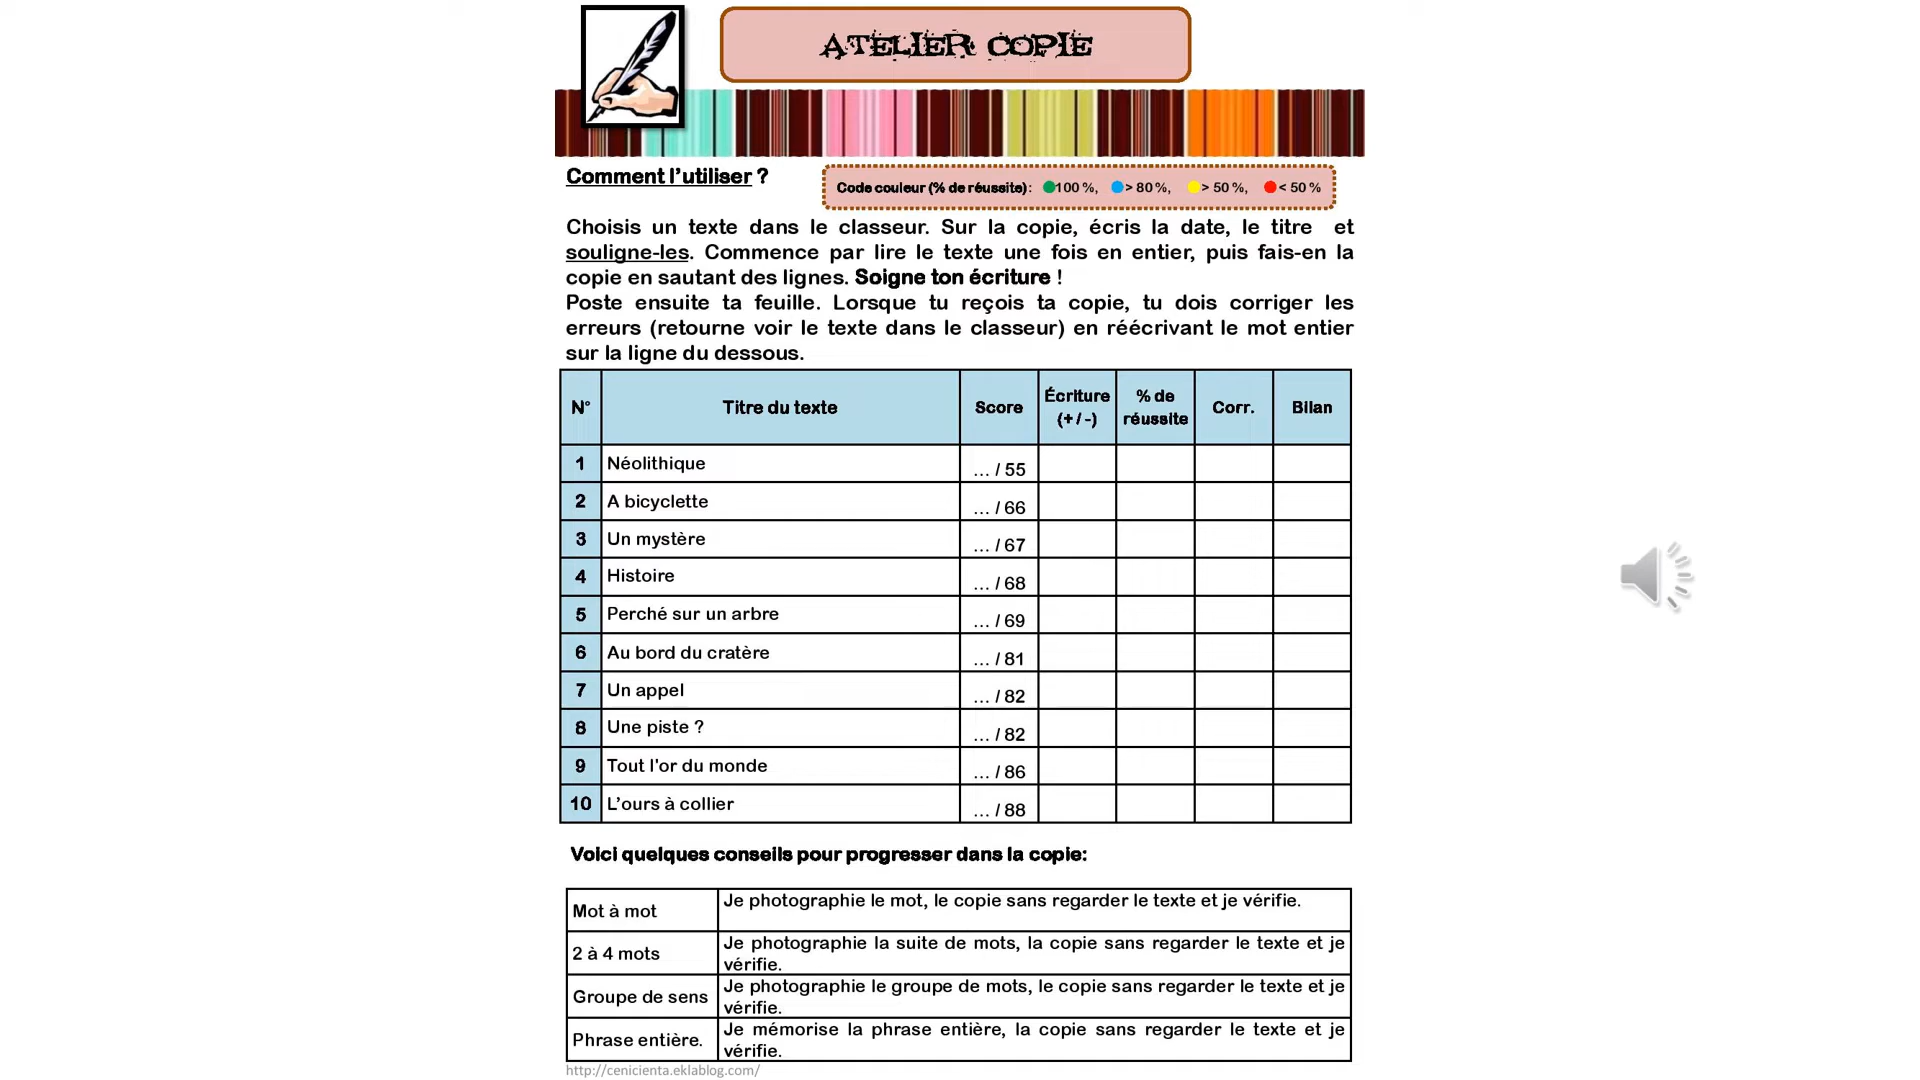 ATELIER COPIE
Comment l’utiliser ?
Code couleur (% de réussite) : 100 %, > 80 %, > 50 %, < 50 %
Choisis un texte dans le classeur. Sur la copie, écris la date, le titre et
souligne-les. Commence par lire le texte une fois en entier, puis fais-en la
copie en sautant des lignes. Soigne ton écriture !
Poste ensuite ta feuille. Lorsque tu reçois ta copie, tu dois corriger les
erreurs (retourne voir le texte dans le classeur) en réécrivant le mot entier
sur la ligne du dessous.
N° Titre du texte Score Écriture (+ / -) % de réussite Corr. Bilan
1 Néolithique ... / 55
2 A bicyclette ... / 66
3 Un mystère ... / 67
4 Histoire ... / 68
5 Perché sur un arbre ... / 69
6 Au bord du cratère ... / 81
7 Un appel ... / 82
8 Une piste ? ... / 82
9 Tout l'or du monde ... / 86
10 L’ours à collier ... / 88
Voici quelques conseils pour progresser dans la copie:
Mot à mot Je photographie le mot, le copie sans regarder le texte et je vérifie.
2 à 4 mots Je photographie la suite de mots, la copie sans regarder le texte et je
vérifie.
Groupe de sens Je photographie le groupe de mots, le copie sans regarder le texte et je
vérifie.
Phrase entière. Je mémorise la phrase entière, la copie sans regarder le texte et je
vérifie.
http://cenicienta.eklablog.com/